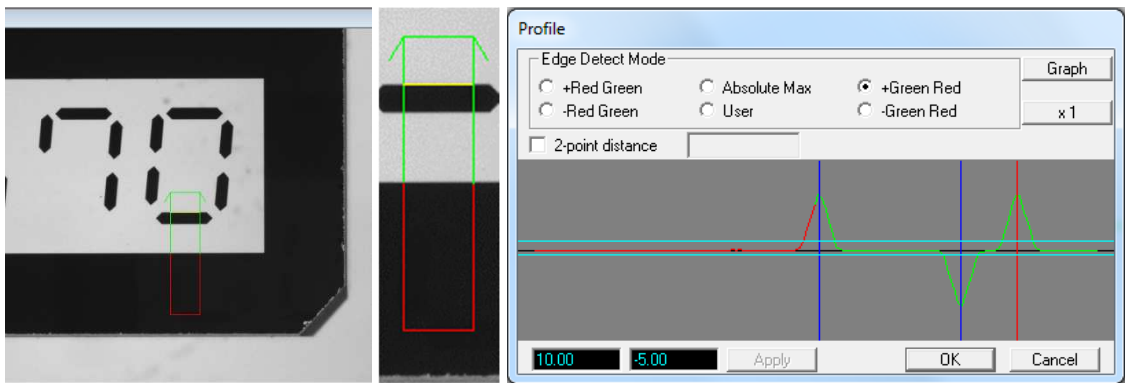 70
Profile
Edge Detect Mode
+Red Green Absolute Max +Green Red
-Red Green User -Green Red
Graph
x 1
2-point distance
10.00 -5.00 Apply OK Cancel